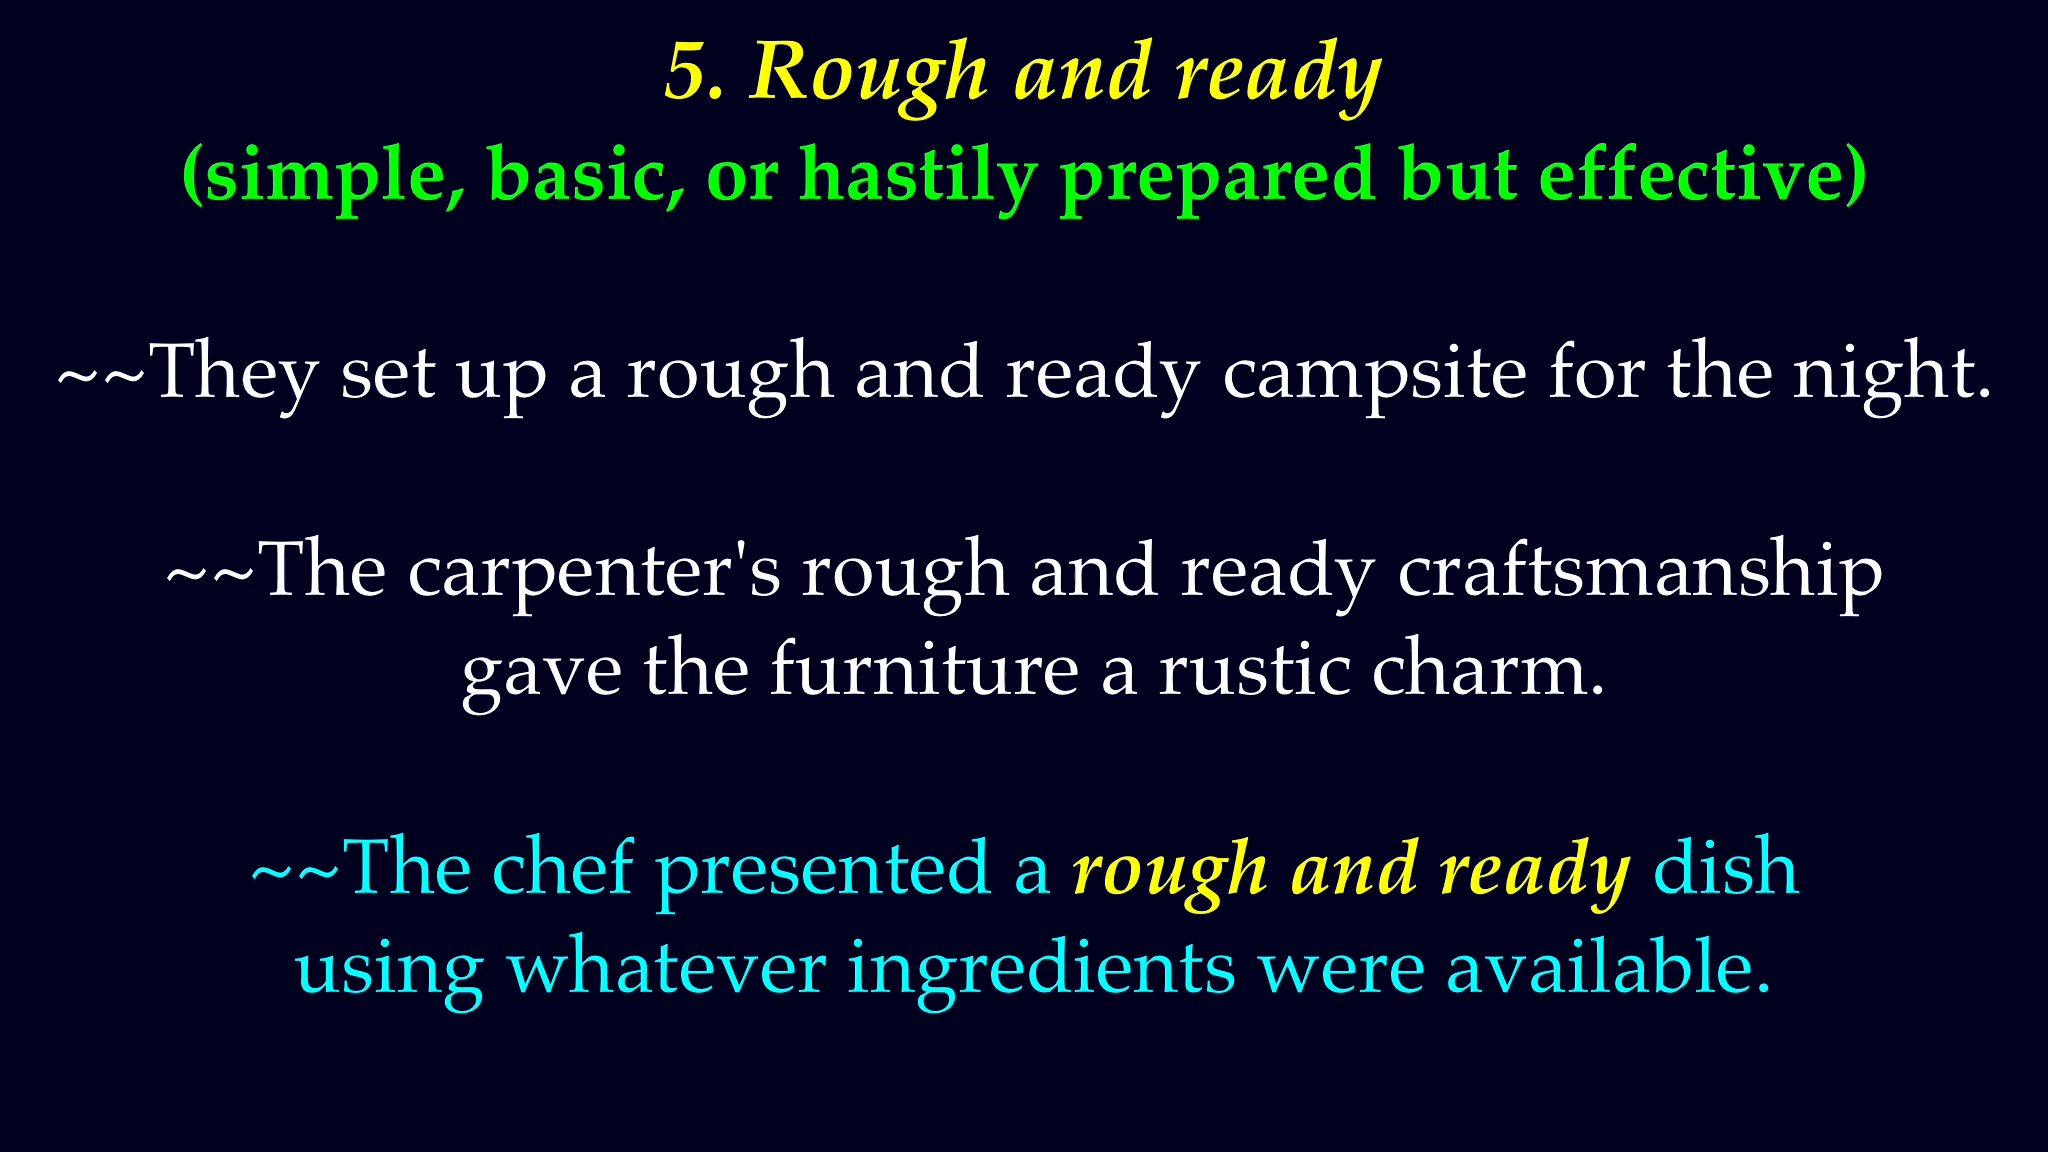 5. Rough and ready
(simple, basic, or hastily prepared but effective)
~~They set up a rough and ready campsite for the night.
~~The carpenter's rough and ready craftsmanship
gave the furniture a rustic charm.
~~The chef presented a rough and ready dish
using whatever ingredients were available.